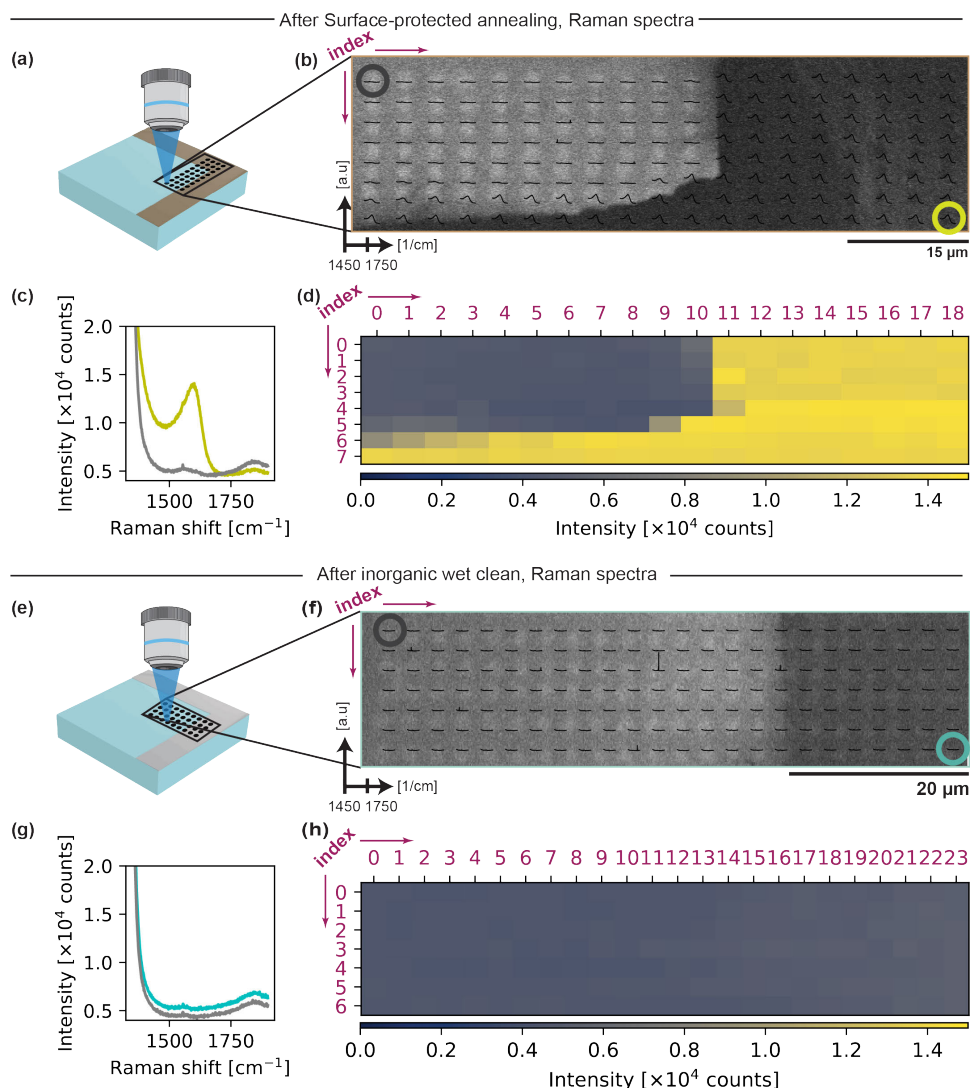 After Surface-protected annealing, Raman spectra
(a)
(b)
index
[a.u]
[1/cm]
1450 1750
15 µm
(c)
Intensity [×10⁴ counts]
2.0
1.5
1.0
0.5
1500 1750
Raman shift [cm⁻¹]
(d)
index
0 1 2 3 4 5 6 7 8 9 10 11 12 13 14 15 16 17 18
0
1
2
3
4
5
6
7
0.0 0.2 0.4 0.6 0.8 1.0 1.2 1.4
Intensity [×10⁴ counts]
After inorganic wet clean, Raman spectra
(e)
(f)
index
[a.u]
[1/cm]
1450 1750
20 µm
(g)
Intensity [×10⁴ counts]
2.0
1.5
1.0
0.5
1500 1750
Raman shift [cm⁻¹]
(h)
index
0 1 2 3 4 5 6 7 8 9 10 11 12 13 14 15 16 17 18 19 20 21 22 23
0
1
2
3
4
5
6
0.0 0.2 0.4 0.6 0.8 1.0 1.2 1.4
Intensity [×10⁴ counts]